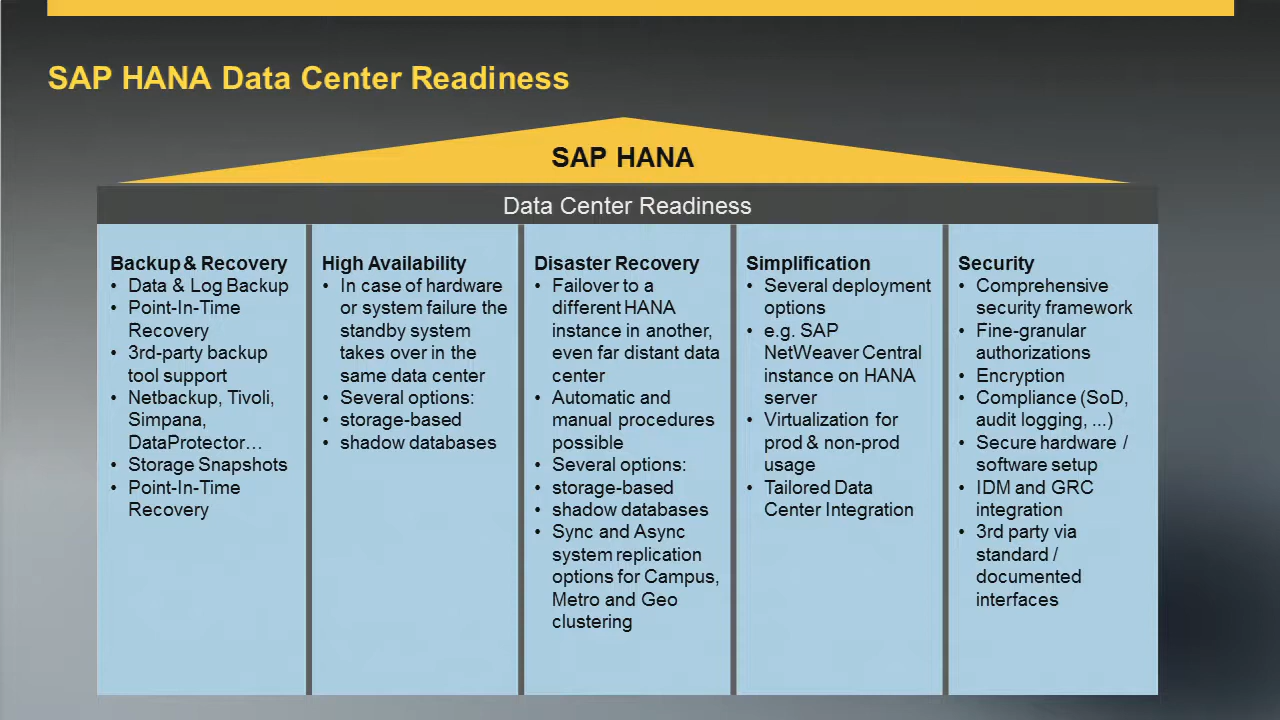 SAP HANA Data Center Readiness
SAP HANA
Data Center Readiness
Backup & Recovery
• Data & Log Backup
• Point-In-Time
Recovery
• 3rd-party backup
tool support
• Netbackup, Tivoli,
Simpana,
DataProtector…
• Storage Snapshots
• Point-In-Time
Recovery
High Availability
• In case of hardware
or system failure the
standby system
takes over in the
same data center
• Several options:
• storage-based
• shadow databases
Disaster Recovery
• Failover to a
different HANA
instance in another,
even far distant data
center
• Automatic and
manual procedures
possible
• Several options:
• storage-based
• shadow databases
• Sync and Async
system replication
options for Campus,
Metro and Geo
clustering
Simplification
• Several deployment
options
• e.g. SAP
NetWeaver Central
instance on HANA
server
• Virtualization for
prod & non-prod
usage
• Tailored Data
Center Integration
Security
• Comprehensive
security framework
• Fine-granular
authorizations
• Encryption
• Compliance (SoD,
audit logging, ...)
• Secure hardware /
software setup
• IDM and GRC
integration
• 3rd party via
standard /
documented
interfaces